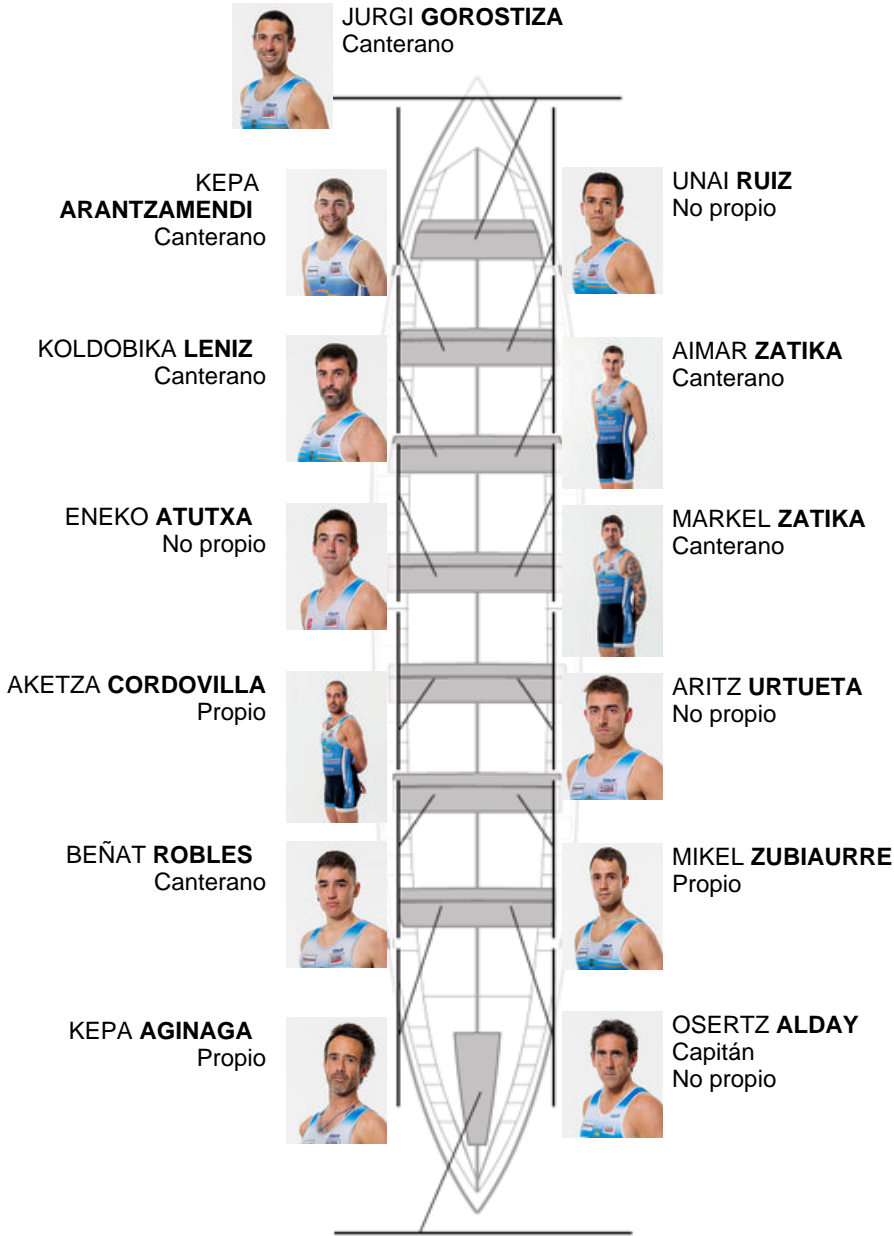 JURGI GOROSTIZA
Canterano
KEPA
ARANTZAMENDI
Canterano
UNAI RUIZ
No propio
KOLDOBIKA LENIZ
Canterano
AIMAR ZATIKA
Canterano
ENEKO ATUTXA
No propio
MARKEL ZATIKA
Canterano
AKETZA CORDOVILLA
Propio
ARITZ URTUETA
No propio
BEÑAT ROBLES
Canterano
MIKEL ZUBIAURRE
Propio
KEPA AGINAGA
Propio
OSERTZ ALDAY
Capitán
No propio